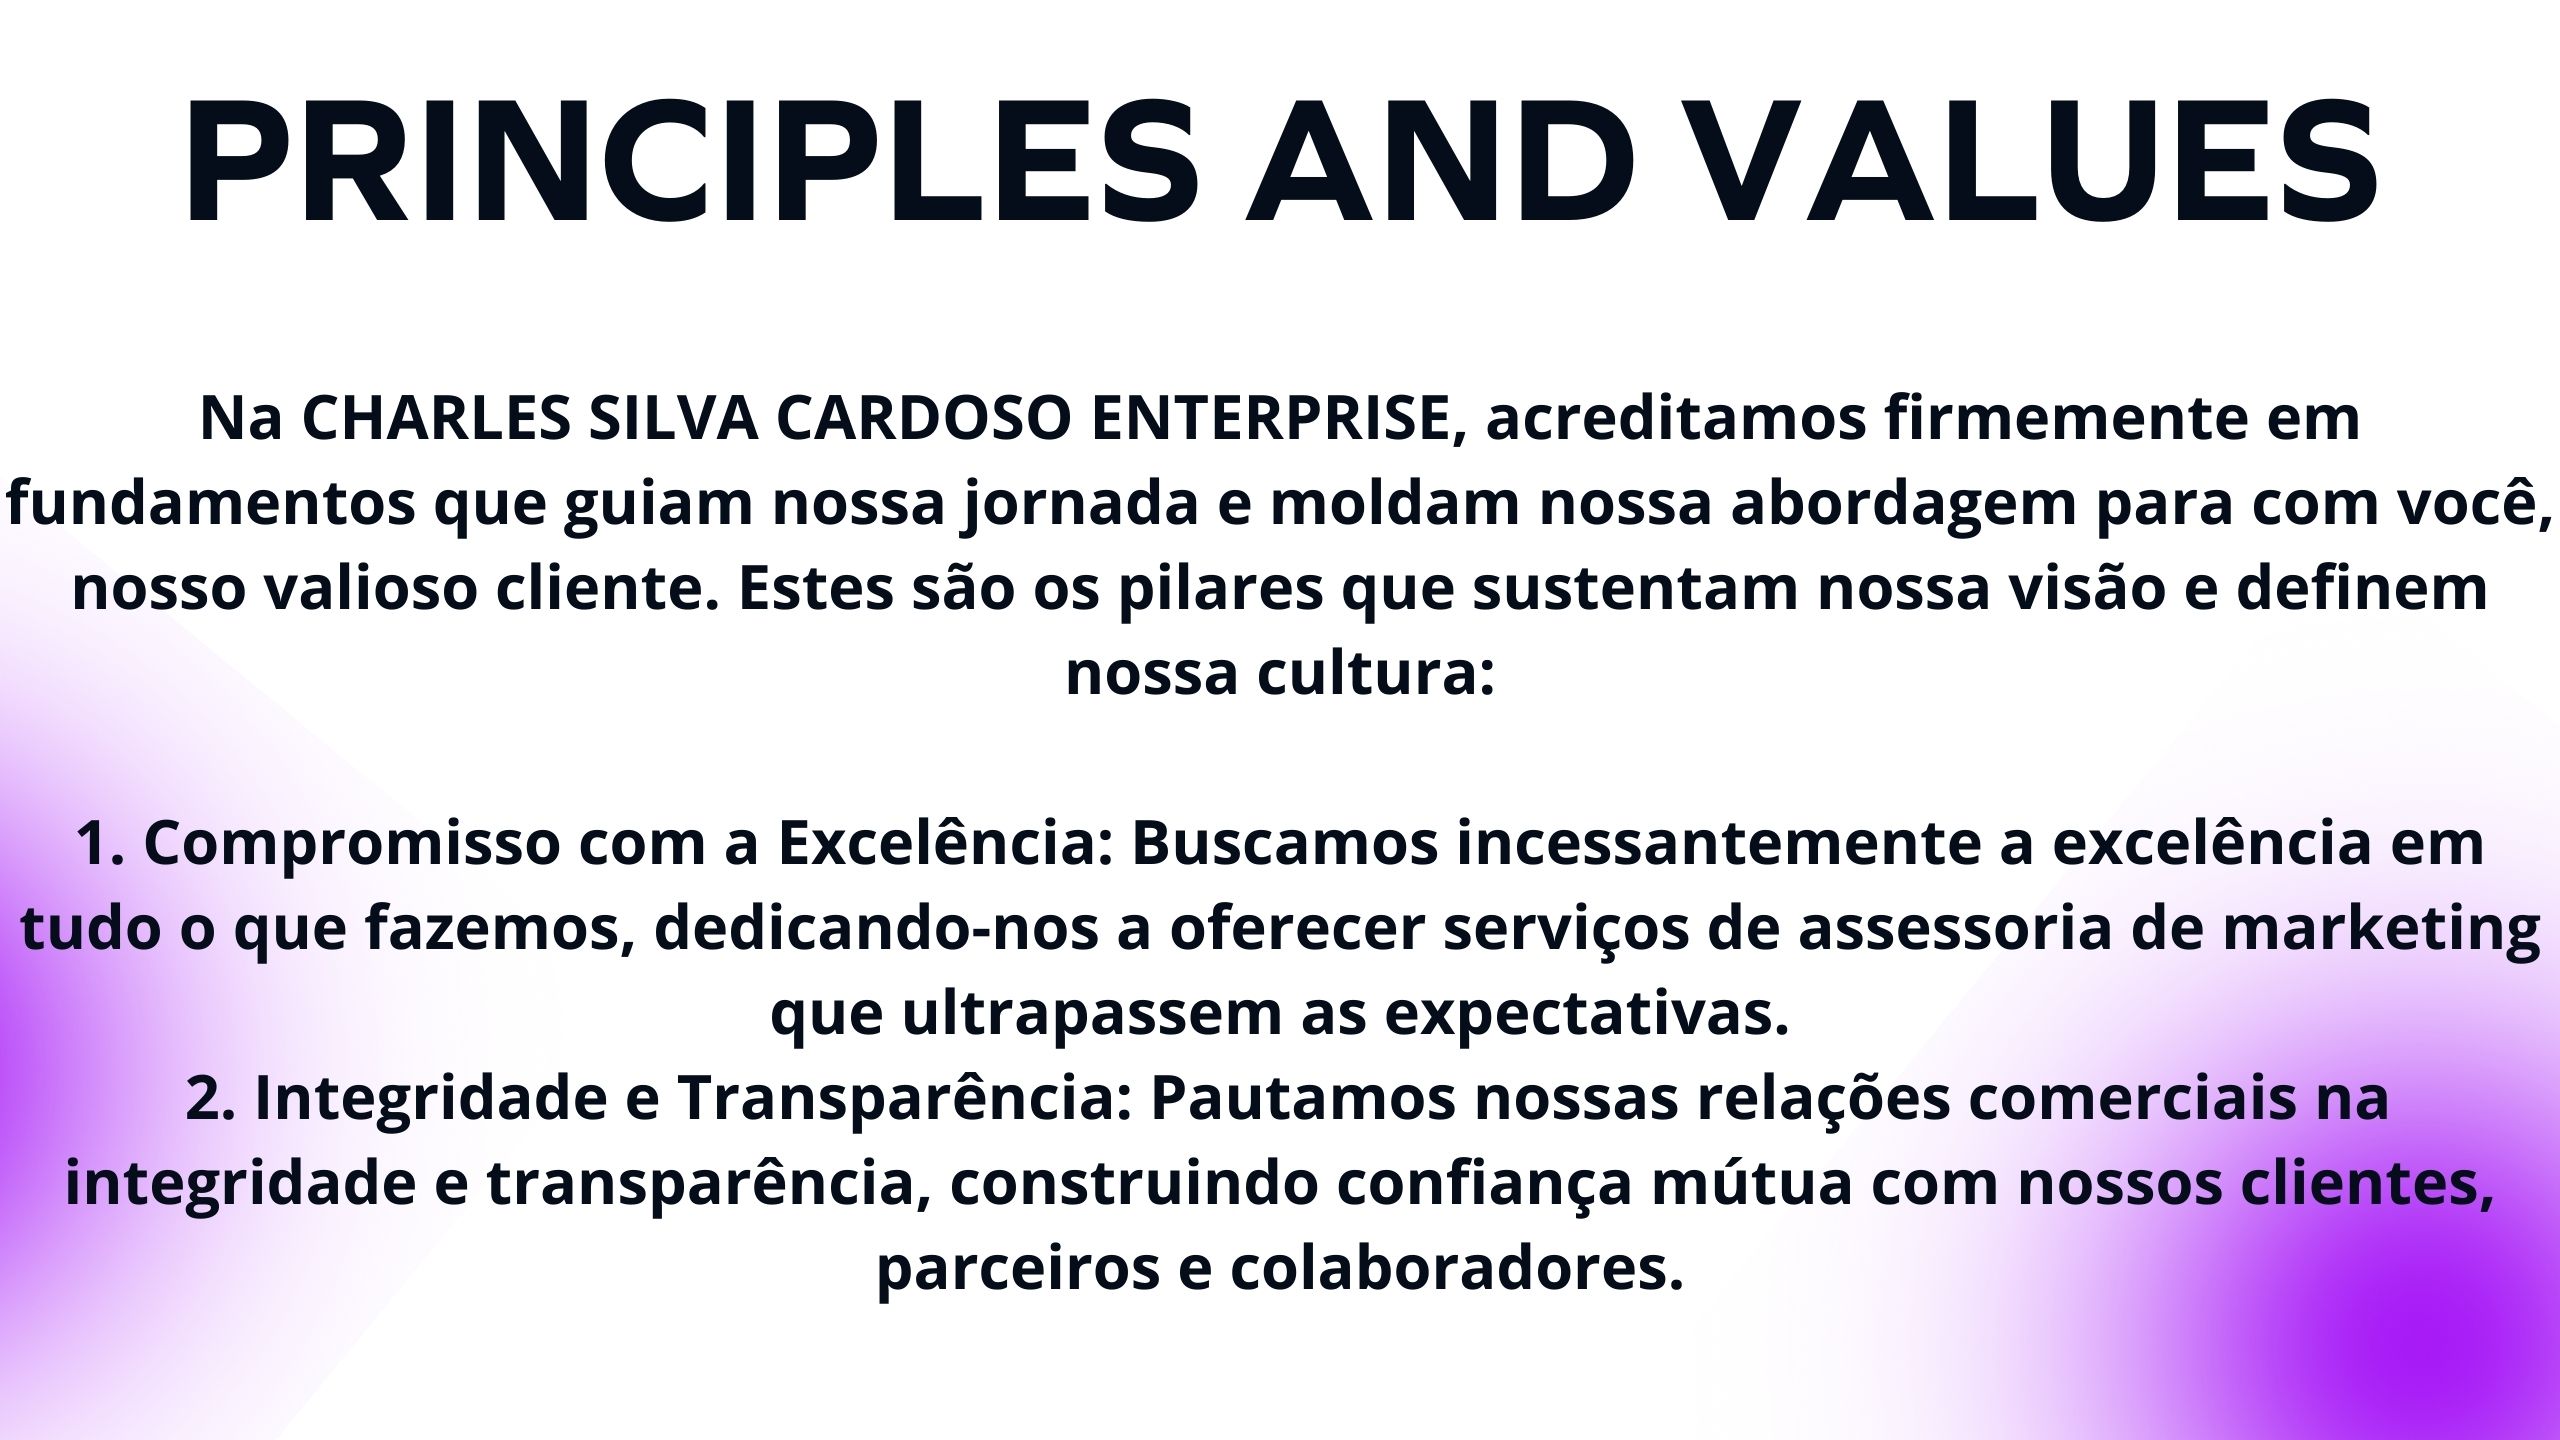 PRINCIPLES AND VALUES
Na CHARLES SILVA CARDOSO ENTERPRISE, acreditamos firmemente em
fundamentos que guiam nossa jornada e moldam nossa abordagem para com você,
nosso valioso cliente. Estes são os pilares que sustentam nossa visão e definem
nossa cultura:
1. Compromisso com a Excelência: Buscamos incessantemente a excelência em
tudo o que fazemos, dedicando-nos a oferecer serviços de assessoria de marketing
que ultrapassem as expectativas.
2. Integridade e Transparência: Pautamos nossas relações comerciais na
integridade e transparência, construindo confiança mútua com nossos clientes,
parceiros e colaboradores.